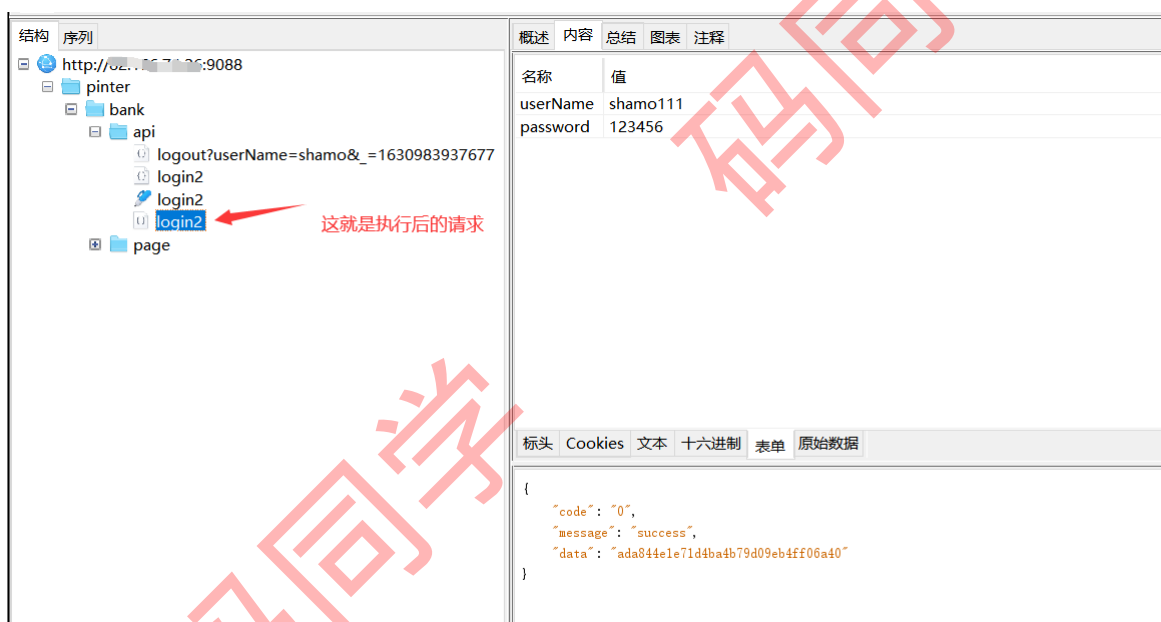 结构 序列
http:// :9088
pinter
bank
api
logout?userName=shamo&_=1630983937677
login2
login2
login2
这就是执行后的请求
page
概述 内容 总结 图表 注释
名称 值
userName shamo111
password 123456
标头 Cookies 文本 十六进制 表单 原始数据
{
"code": "0",
"message": "success",
"data": "ada844e1e71d4ba4b79d09eb4ff06a40"
}
码同
码同学